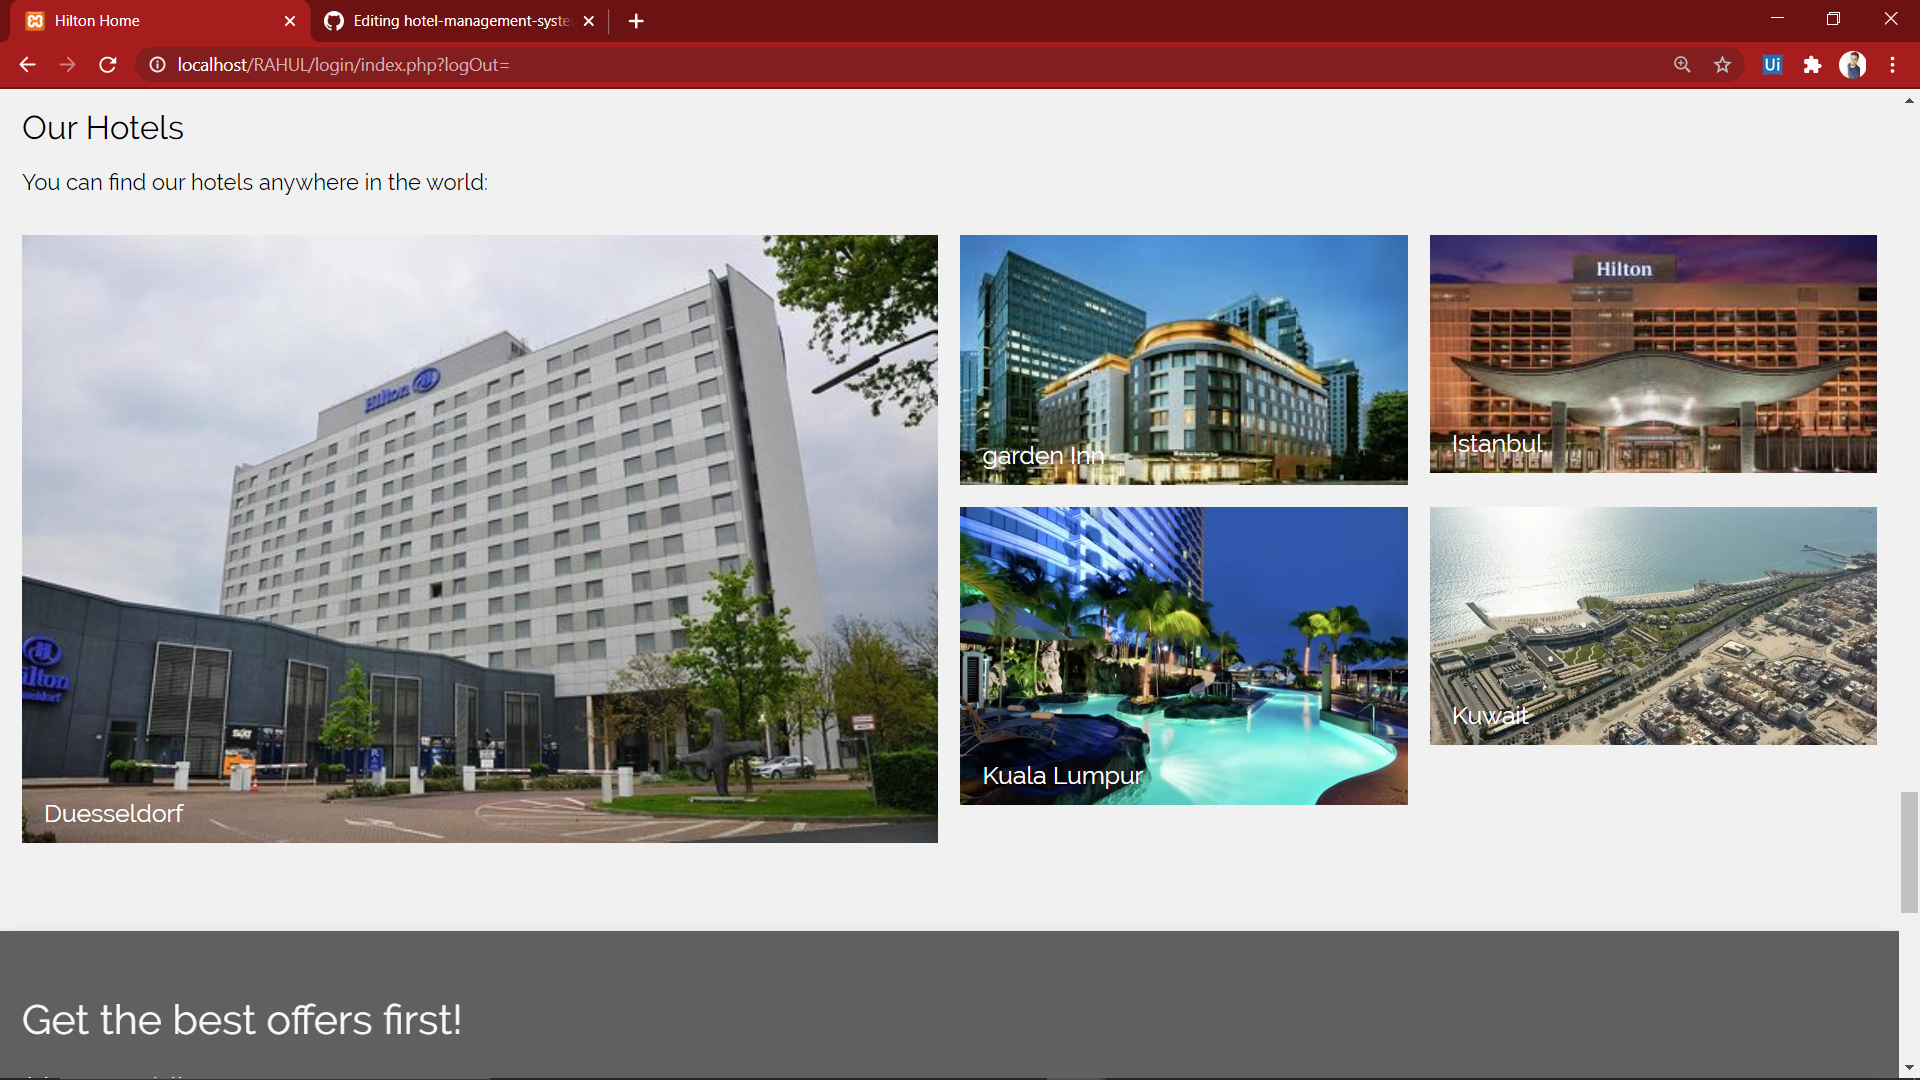 Hilton Home
Editing hotel-management-syste
localhost/RAHUL/login/index.php?logOut=
Ui
Our Hotels
You can find our hotels anywhere in the world:
Hilton
SIXT
Duesseldorf
garden Inn
Hilton
Istanbul
Kuala Lumpur
Kuwait
Get the best offers first!